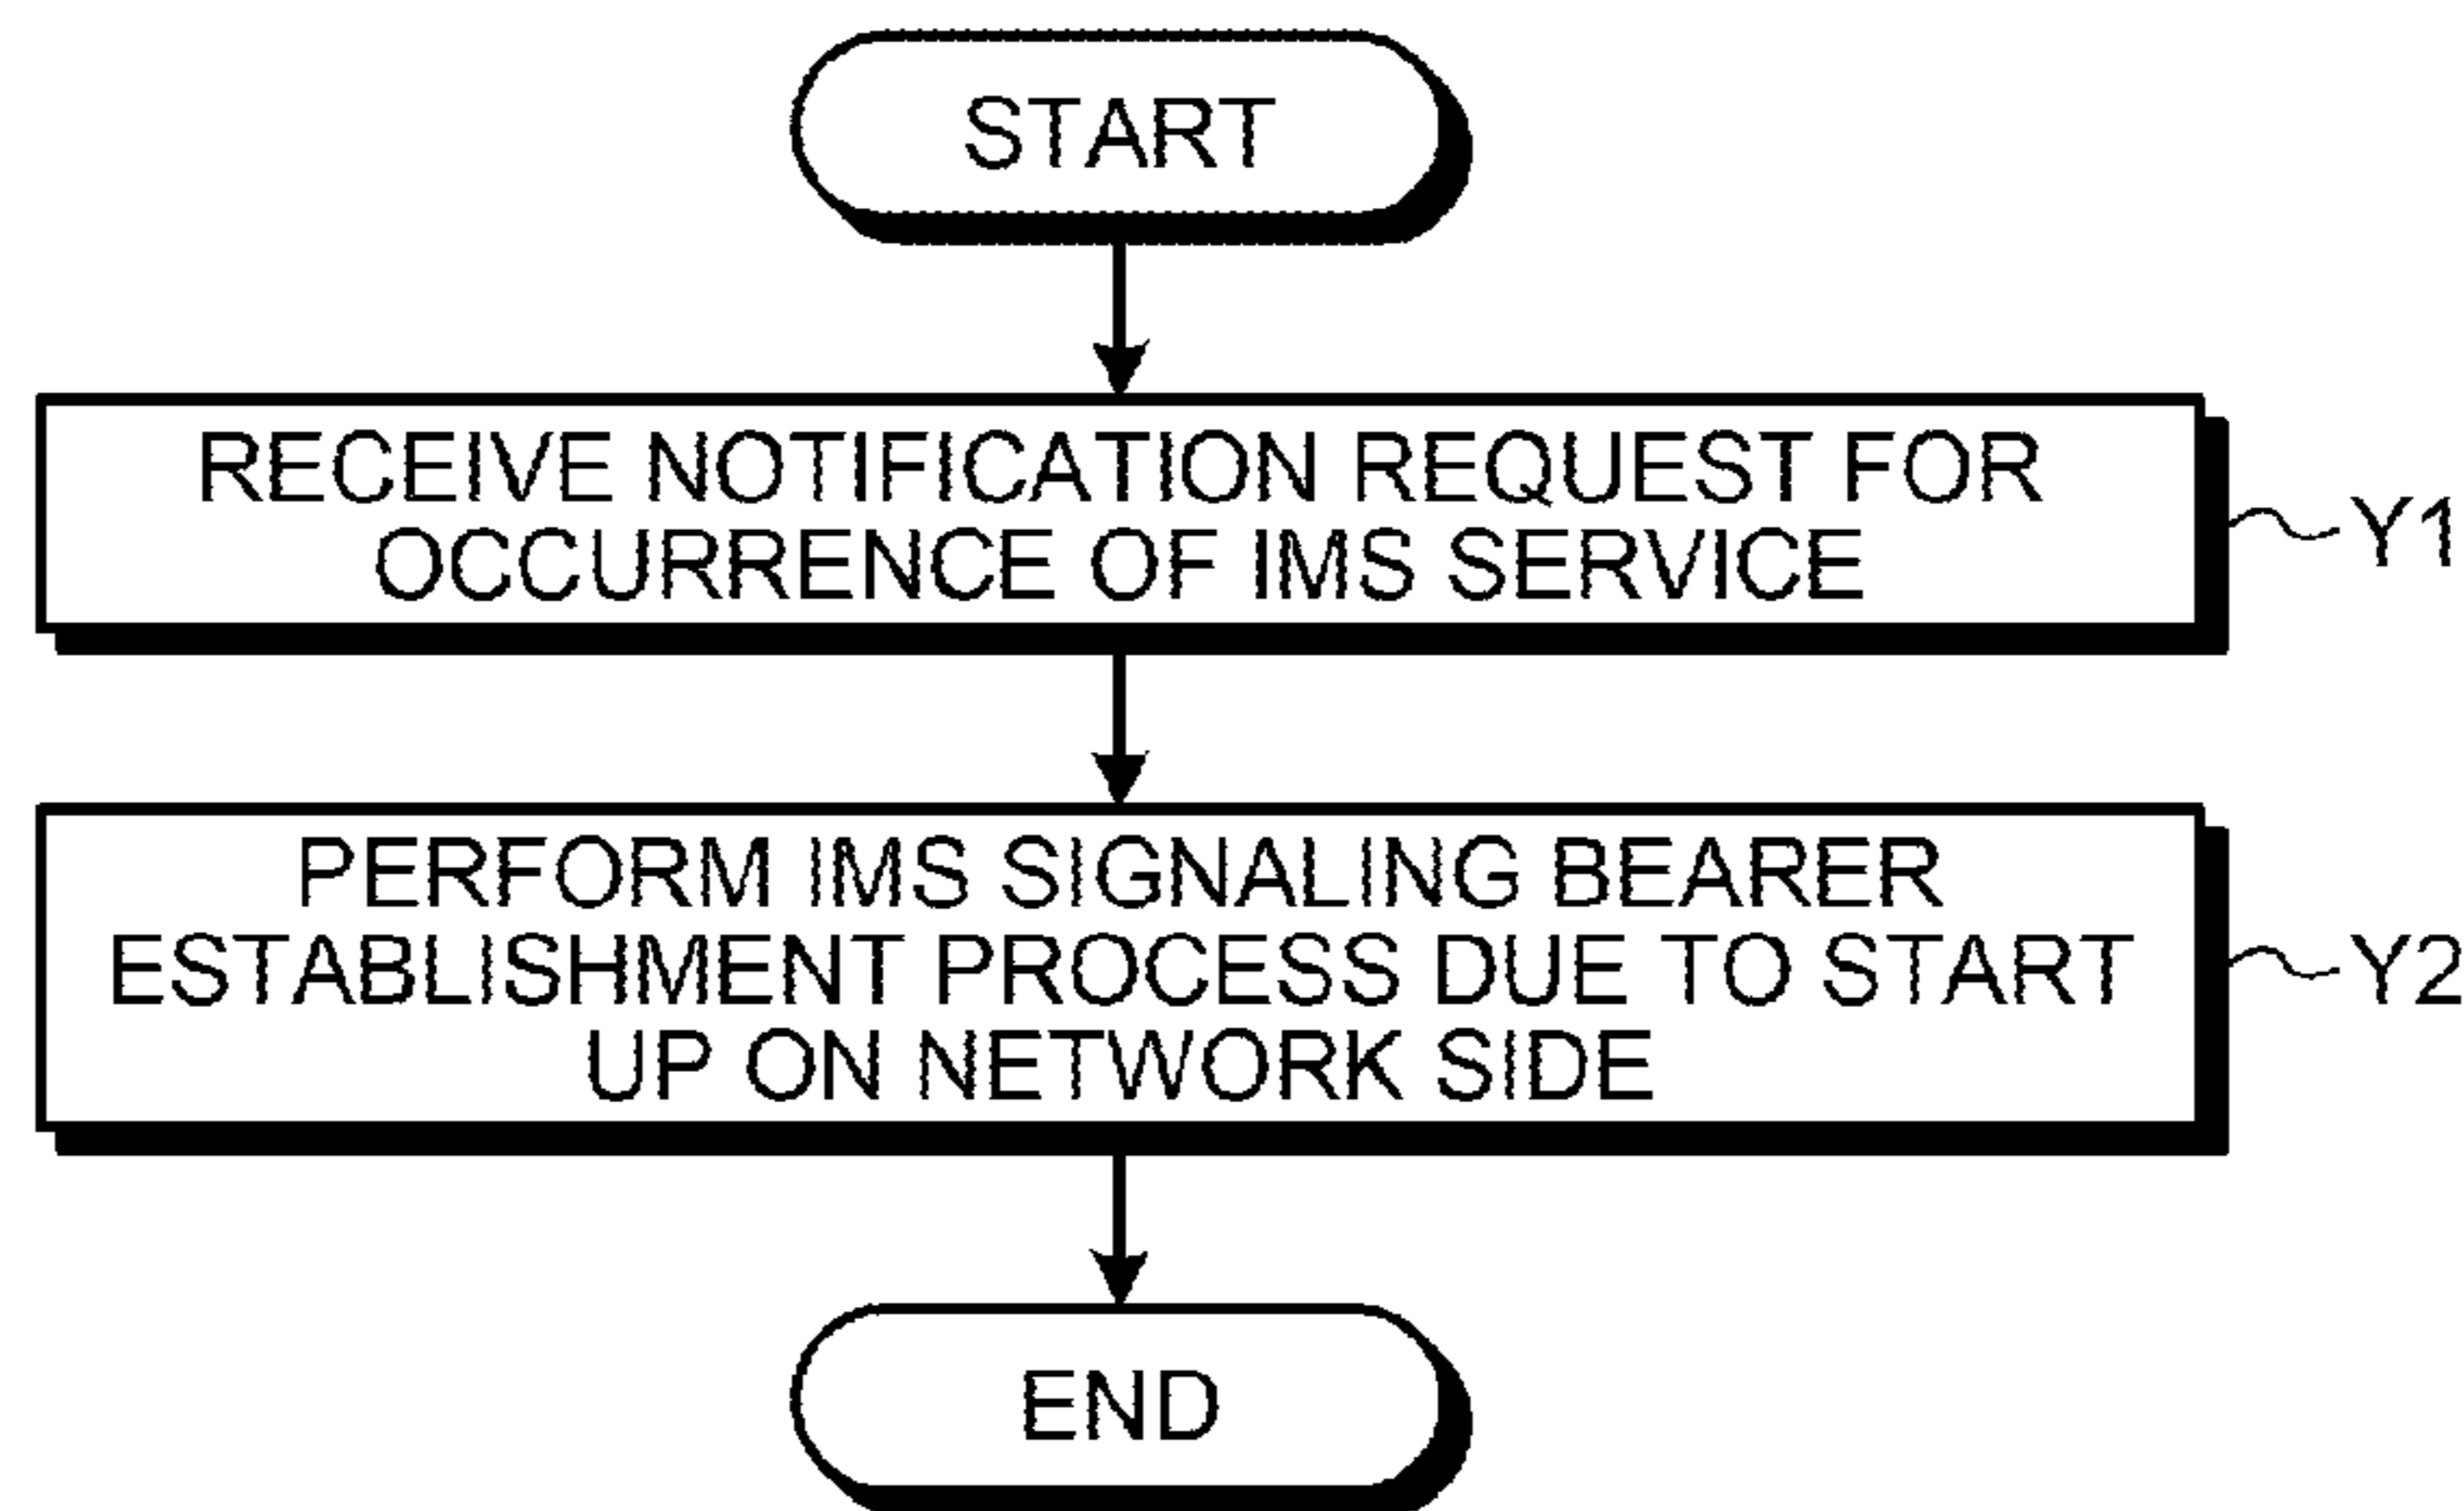 START
RECEIVE NOTIFICATION REQUEST FOR
OCCURRENCE OF IMS SERVICE
Y1
PERFORM IMS SIGNALING BEARER
ESTABLISHMENT PROCESS DUE TO START
UP ON NETWORK SIDE
Y2
END